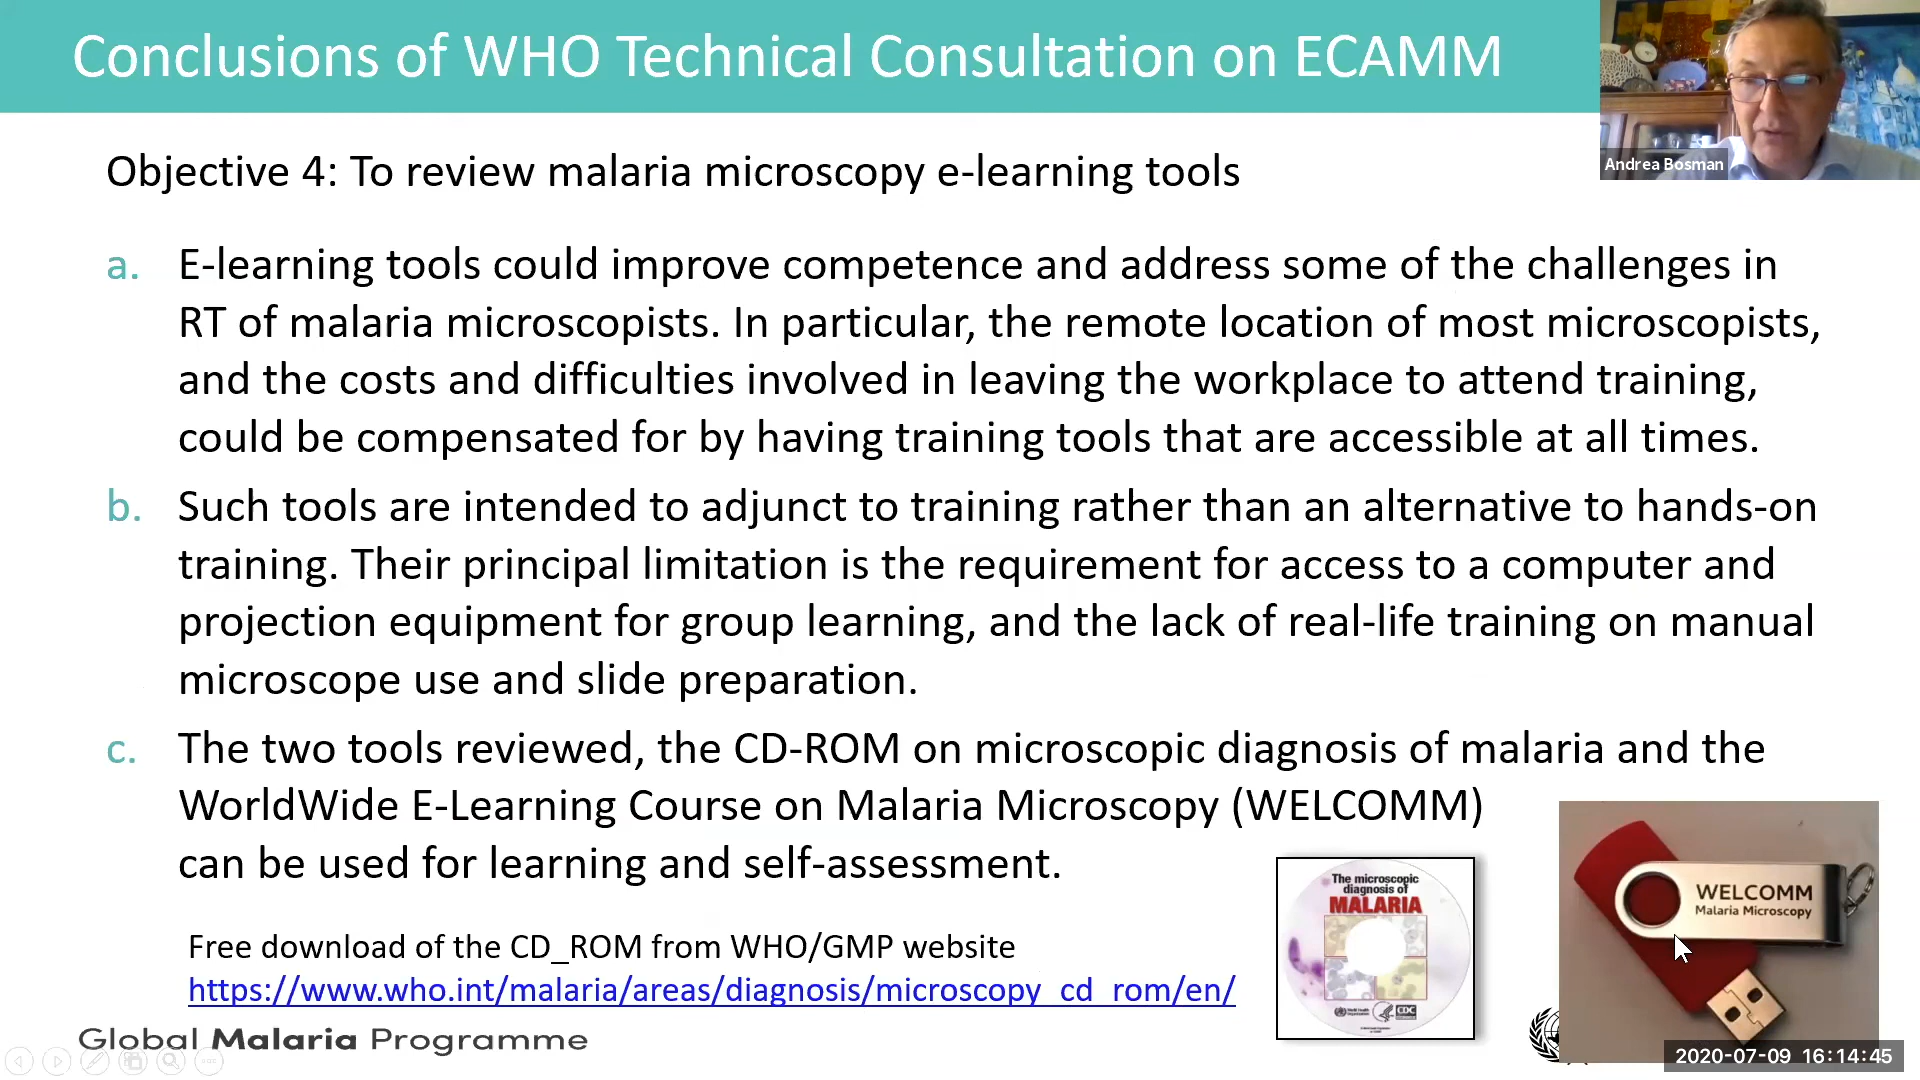 Conclusions of WHO Technical Consultation on ECAMM
Andrea Bosman
Objective 4: To review malaria microscopy e-learning tools
a. E-learning tools could improve competence and address some of the challenges in
RT of malaria microscopists. In particular, the remote location of most microscopists,
and the costs and difficulties involved in leaving the workplace to attend training,
could be compensated for by having training tools that are accessible at all times.
b. Such tools are intended to adjunct to training rather than an alternative to hands-on
training. Their principal limitation is the requirement for access to a computer and
projection equipment for group learning, and the lack of real-life training on manual
microscope use and slide preparation.
c. The two tools reviewed, the CD-ROM on microscopic diagnosis of malaria and the
WorldWide E-Learning Course on Malaria Microscopy (WELCOMM)
can be used for learning and self-assessment.
The microscopic
diagnosis of
MALARIA
CDC
WELCOMM
Malaria Microscopy
Free download of the CD_ROM from WHO/GMP website
https://www.who.int/malaria/areas/diagnosis/microscopy_cd_rom/en/
Global Malaria Programme
2020-07-09 16:14:45